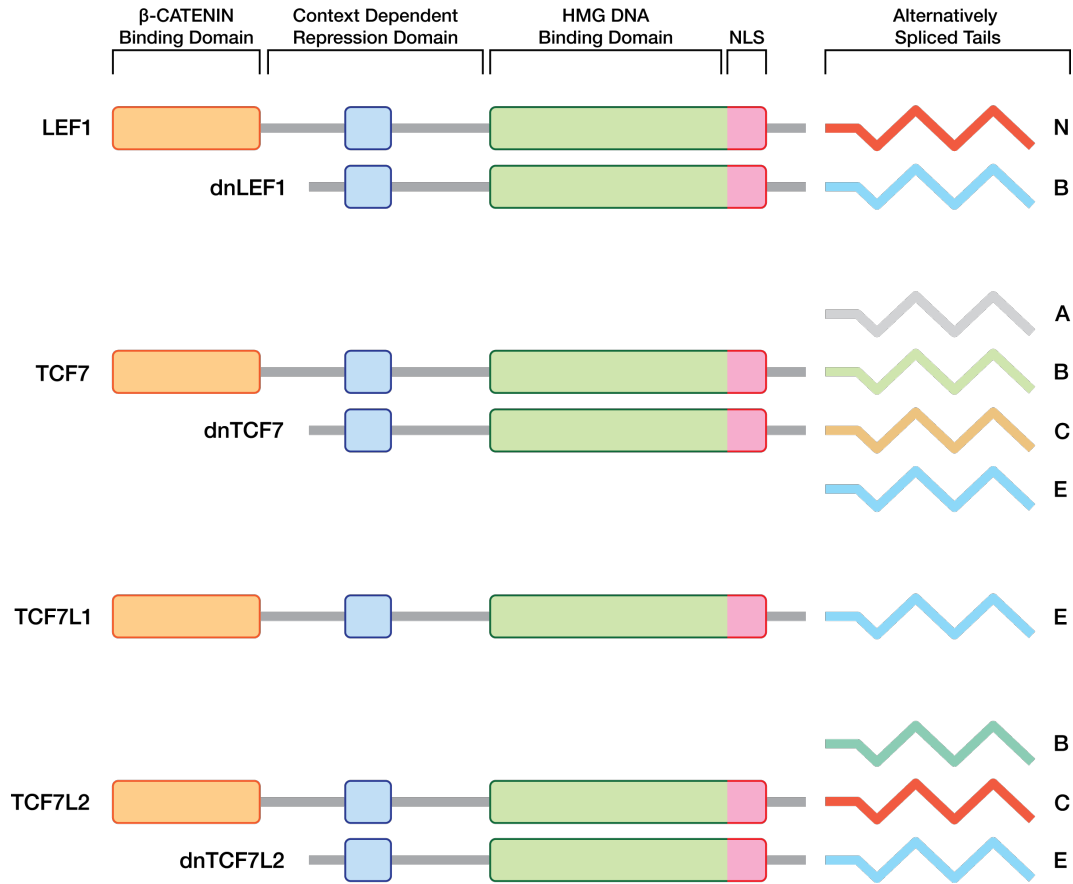 β-CATENIN
Binding Domain
Context Dependent
Repression Domain
HMG DNA
Binding Domain
NLS
Alternatively
Spliced Tails
LEF1
N
dnLEF1
B
A
TCF7
B
dnTCF7
C
E
TCF7L1
E
B
TCF7L2
C
dnTCF7L2
E